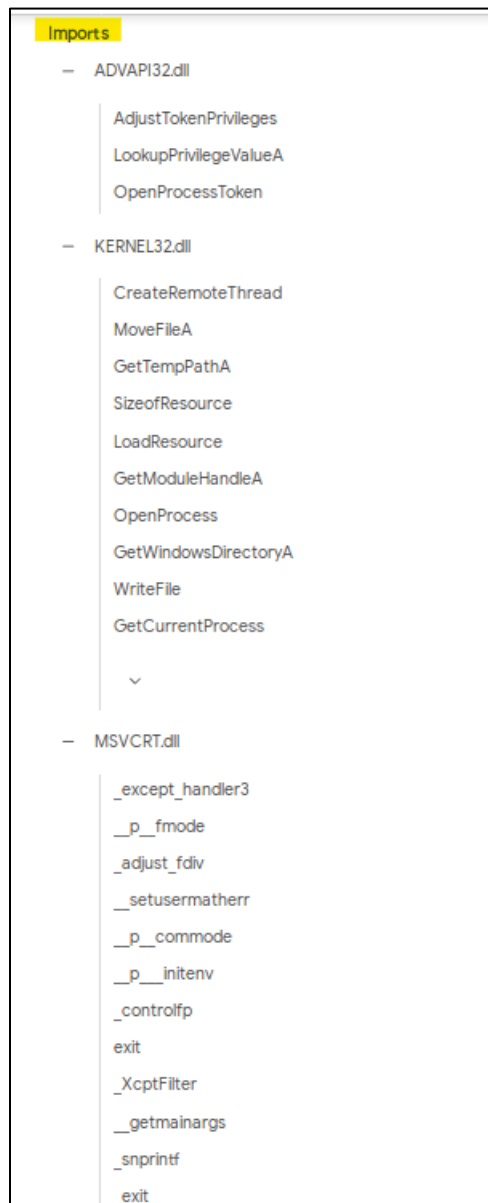 Imports
— ADVAPI32.dll
AdjustTokenPrivileges
LookupPrivilegeValueA
OpenProcessToken
— KERNEL32.dll
CreateRemoteThread
MoveFileA
GetTempPathA
SizeofResource
LoadResource
GetModuleHandleA
OpenProcess
GetWindowsDirectoryA
WriteFile
GetCurrentProcess
— MSVCRT.dll
_except_handler3
__p__fmode
_adjust_fdiv
__setusermatherr
__p__commode
__p___initenv
_controlfp
exit
_XcptFilter
__getmainargs
_snprintf
_exit